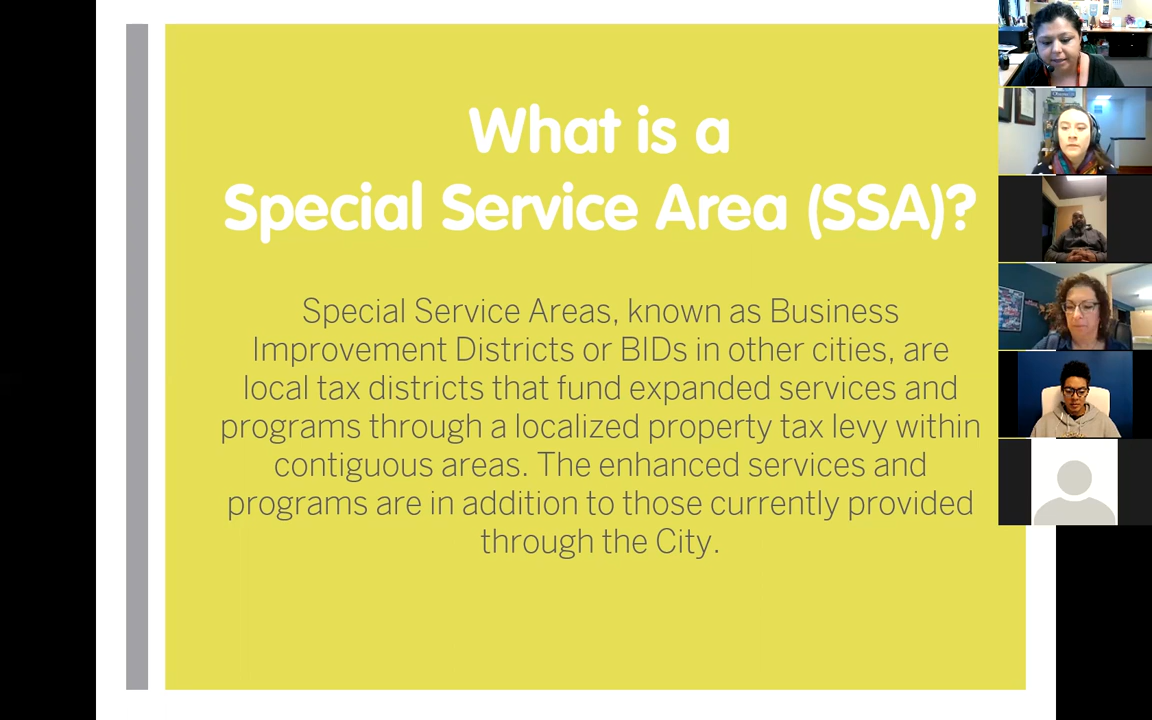 What is a
Special Service Area (SSA)?
Special Service Areas, known as Business
Improvement Districts or BIDs in other cities, are
local tax districts that fund expanded services and
programs through a localized property tax levy within
contiguous areas. The enhanced services and
programs are in addition to those currently provided
through the City.